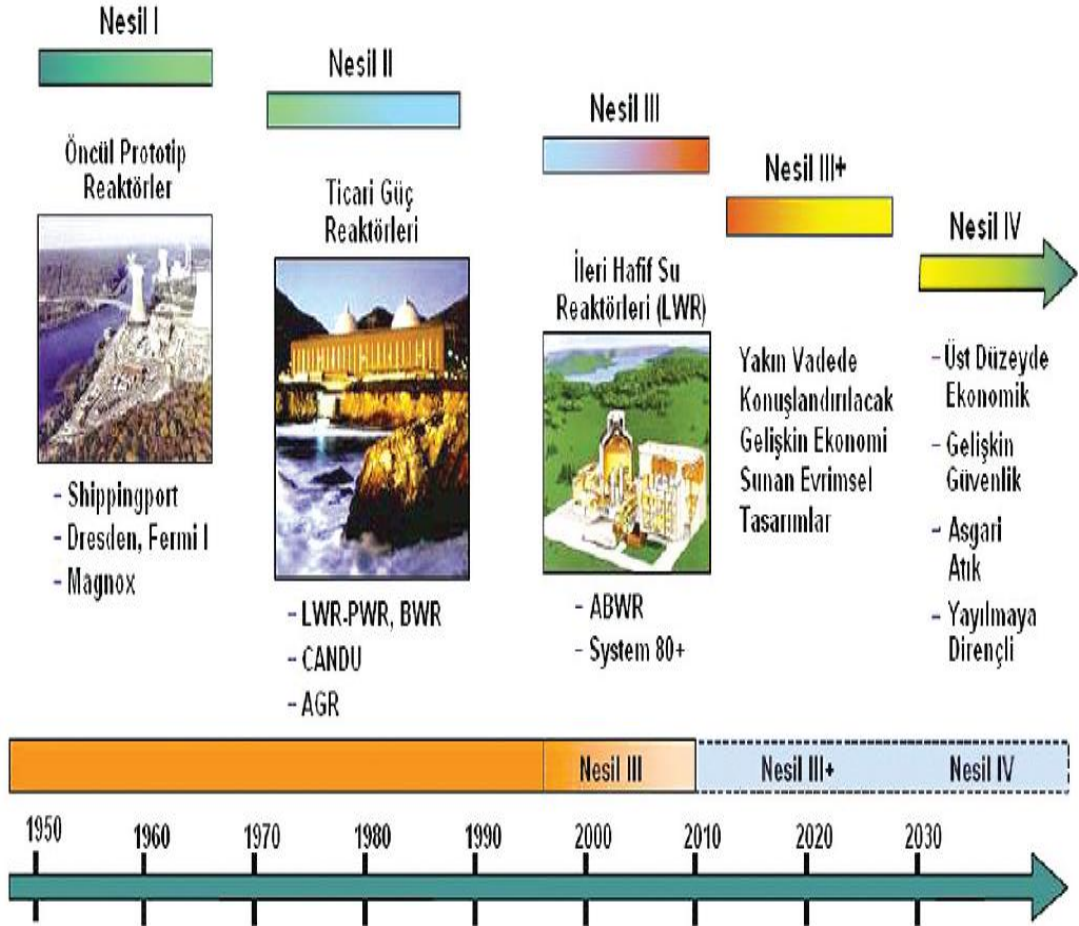 Nesil I
Öncül Prototip
Reaktörler
- Shippingport
- Dresden, Fermi I
- Magnox
Nesil II
Ticari Güç
Reaktörleri
- LWR-PWR, BWR
- CANDU
- AGR
Nesil III
İleri Hafif Su
Reaktörleri (LWR)
- ABWR
- System 80+
Nesil III+
Yakın Vadede
Konuşlandırılacak
Gelişkin Ekonomi
Sunan Evrimsel
Tasarımlar
Nesil IV
- Üst Düzeyde
Ekonomik
- Gelişkin
Güvenlik
- Asgari
Atık
- Yayılmaya
Dirençli
Nesil III
Nesil III+
Nesil IV
1950 1960 1970 1980 1990 2000 2010 2020 2030